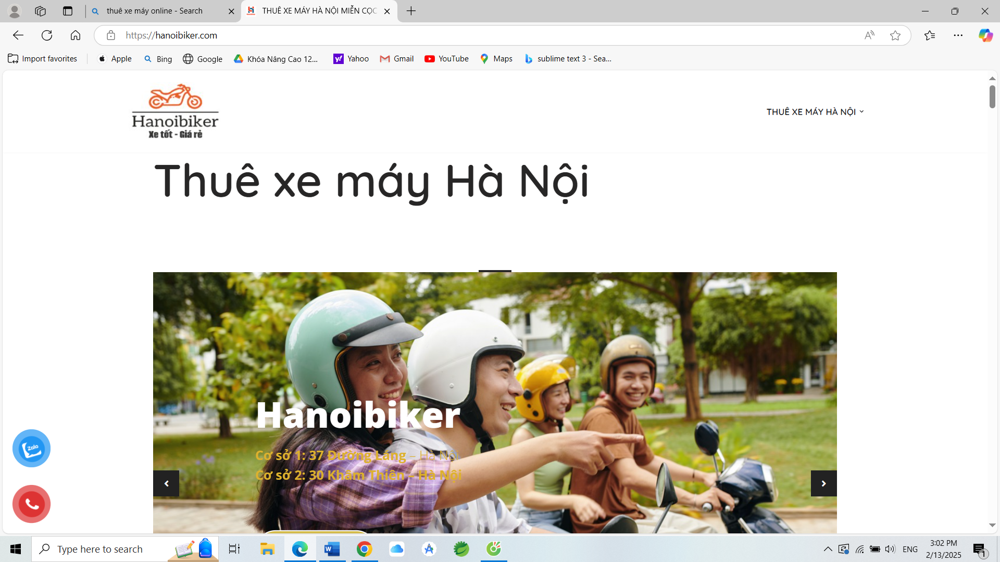 thuê xe máy online - Search
THUÊ XE MÁY HÀ NỘI MIỄN CỌC
https://hanoibiker.com
Import favorites
Apple
Bing
Google
Khóa Nâng Cao 12...
Yahoo
Gmail
YouTube
Maps
sublime text 3 - Sea...
Hanoibiker
Xe tốt - Giá rẻ
THUÊ XE MÁY HÀ NỘI
Thuê xe máy Hà Nội
Hanoibiker
Cơ sở 1: 37 Đường Láng – Hà Nội
Cơ sở 2: 30 Khâm Thiên – Hà Nội
Zalo
Type here to search
ENG
3:02 PM
2/13/2025
1